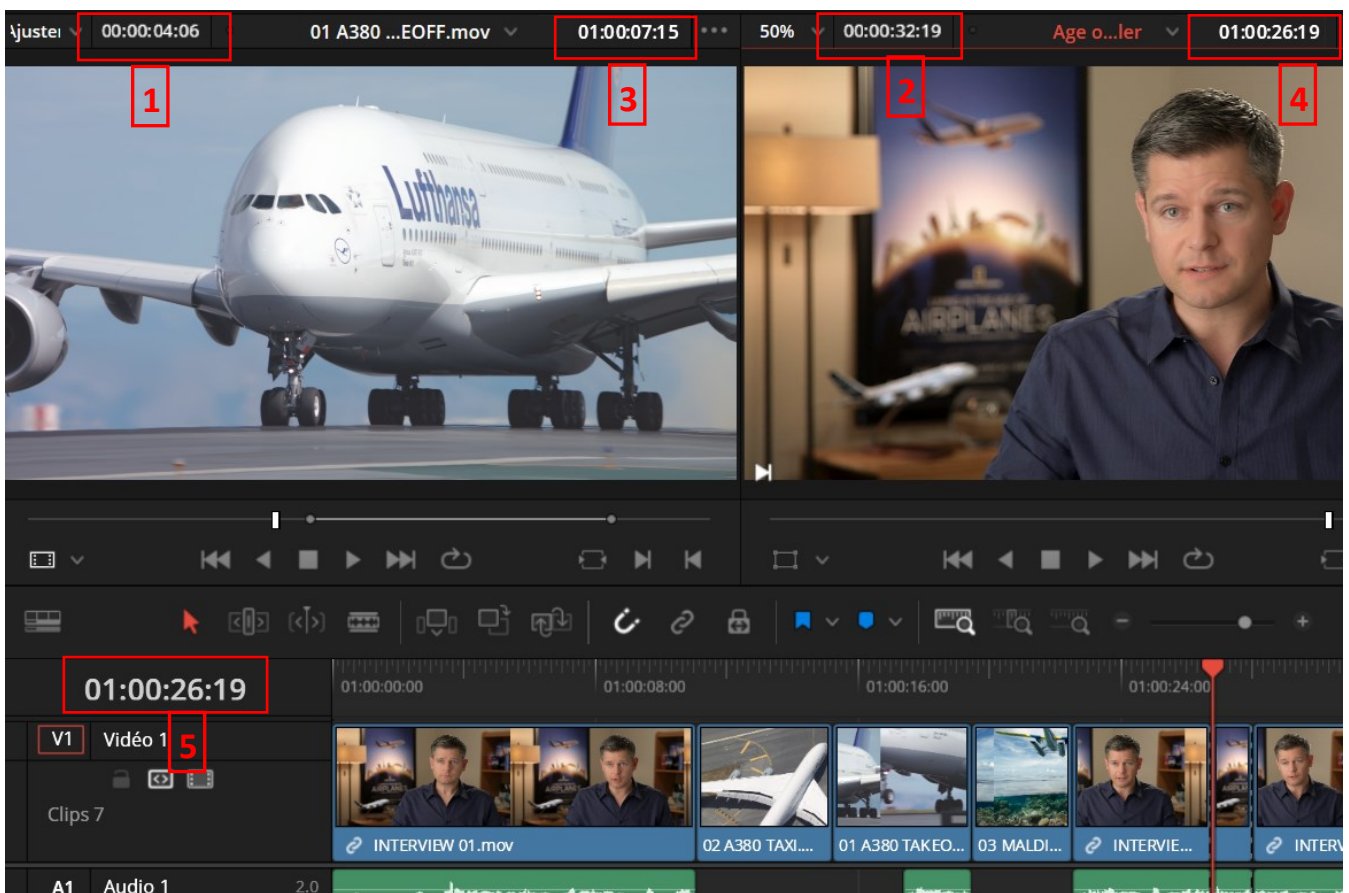 Ajuster 00:00:04:06 01 A380 ...EOFF.mov 01:00:07:15 50% 00:00:32:19 Age o...ler 01:00:26:19
1 3 2 4
Lufthansa
AIRPLANES
01:00:26:19 01:00:00:00 01:00:08:00 01:00:16:00 01:00:24:00
V1 Vidéo 1 5
Clips 7
INTERVIEW 01.mov 02 A380 TAXI.... 01 A380 TAKEO... 03 MALDI... INTERVIE... INTERV
A1 Audio 1 2.0